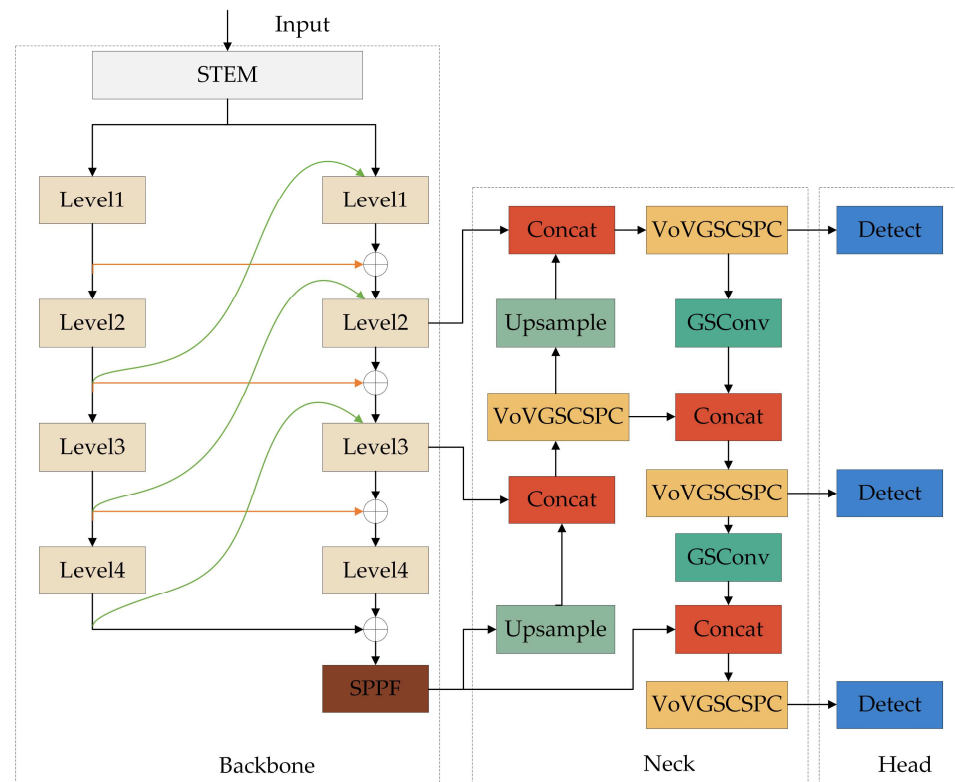 Input
STEM
Level1
Level1
Level2
Level2
Level3
Level3
Level4
Level4
SPPF
Backbone
Concat
VoVGSCSPC
Upsample
GSConv
VoVGSCSPC
Concat
Concat
VoVGSCSPC
GSConv
Upsample
Concat
VoVGSCSPC
Neck
Detect
Detect
Detect
Head